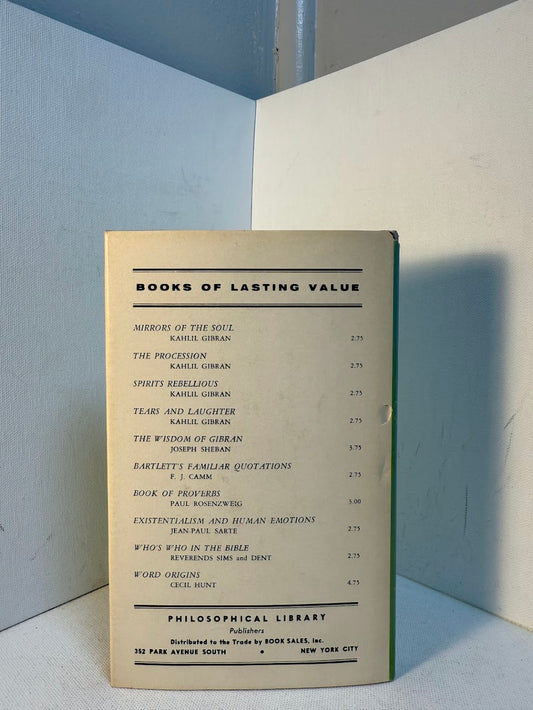 BOOKS OF LASTING VALUE
MIRRORS OF THE SOUL
KAHLIL GIBRAN 2.75
THE PROCESSION
KAHLIL GIBRAN 2.75
SPIRITS REBELLIOUS
KAHLIL GIBRAN 2.75
TEARS AND LAUGHTER
KAHLIL GIBRAN 2.75
THE WISDOM OF GIBRAN
JOSEPH SHEBAN 3.75
BARTLETT'S FAMILIAR QUOTATIONS
F. J. CAMM 2.75
BOOK OF PROVERBS
PAUL ROSENZWEIG 3.00
EXISTENTIALISM AND HUMAN EMOTIONS
JEAN-PAUL SARTE 2.75
WHO'S WHO IN THE BIBLE
REVERENDS SIMS and DENT 2.75
WORD ORIGINS
CECIL HUNT 4.75
PHILOSOPHICAL LIBRARY
Publishers
Distributed to the Trade by BOOK SALES, Inc.
352 PARK AVENUE SOUTH • NEW YORK CITY